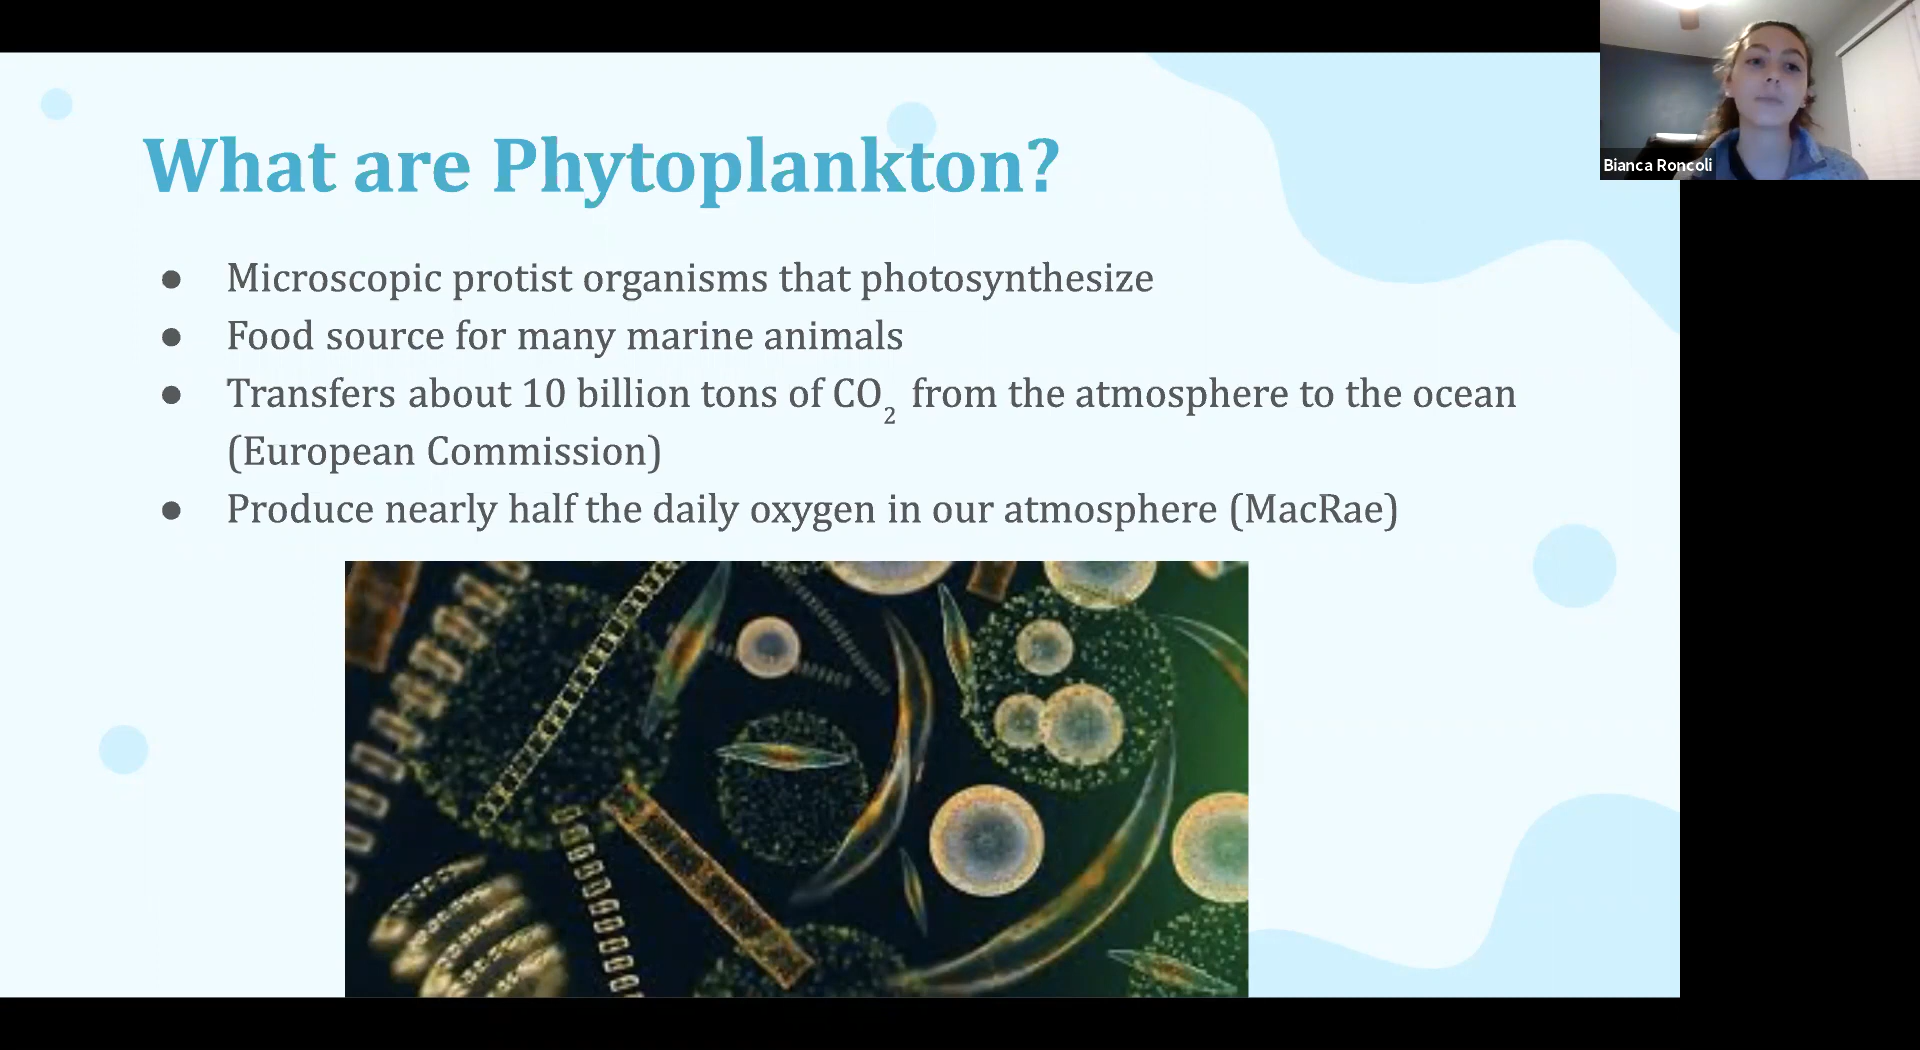 What are Phytoplankton?
● Microscopic protist organisms that photosynthesize
● Food source for many marine animals
● Transfers about 10 billion tons of CO₂ from the atmosphere to the ocean
(European Commission)
● Produce nearly half the daily oxygen in our atmosphere (MacRae)
Bianca Roncoli